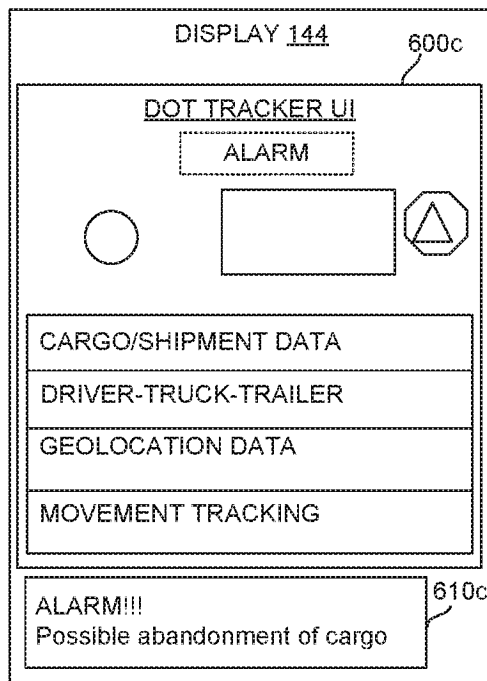 DISPLAY 144
600c
DOT TRACKER UI
ALARM
CARGO/SHIPMENT DATA
DRIVER-TRUCK-TRAILER
GEOLOCATION DATA
MOVEMENT TRACKING
610c
ALARM!!!
Possible abandonment of cargo